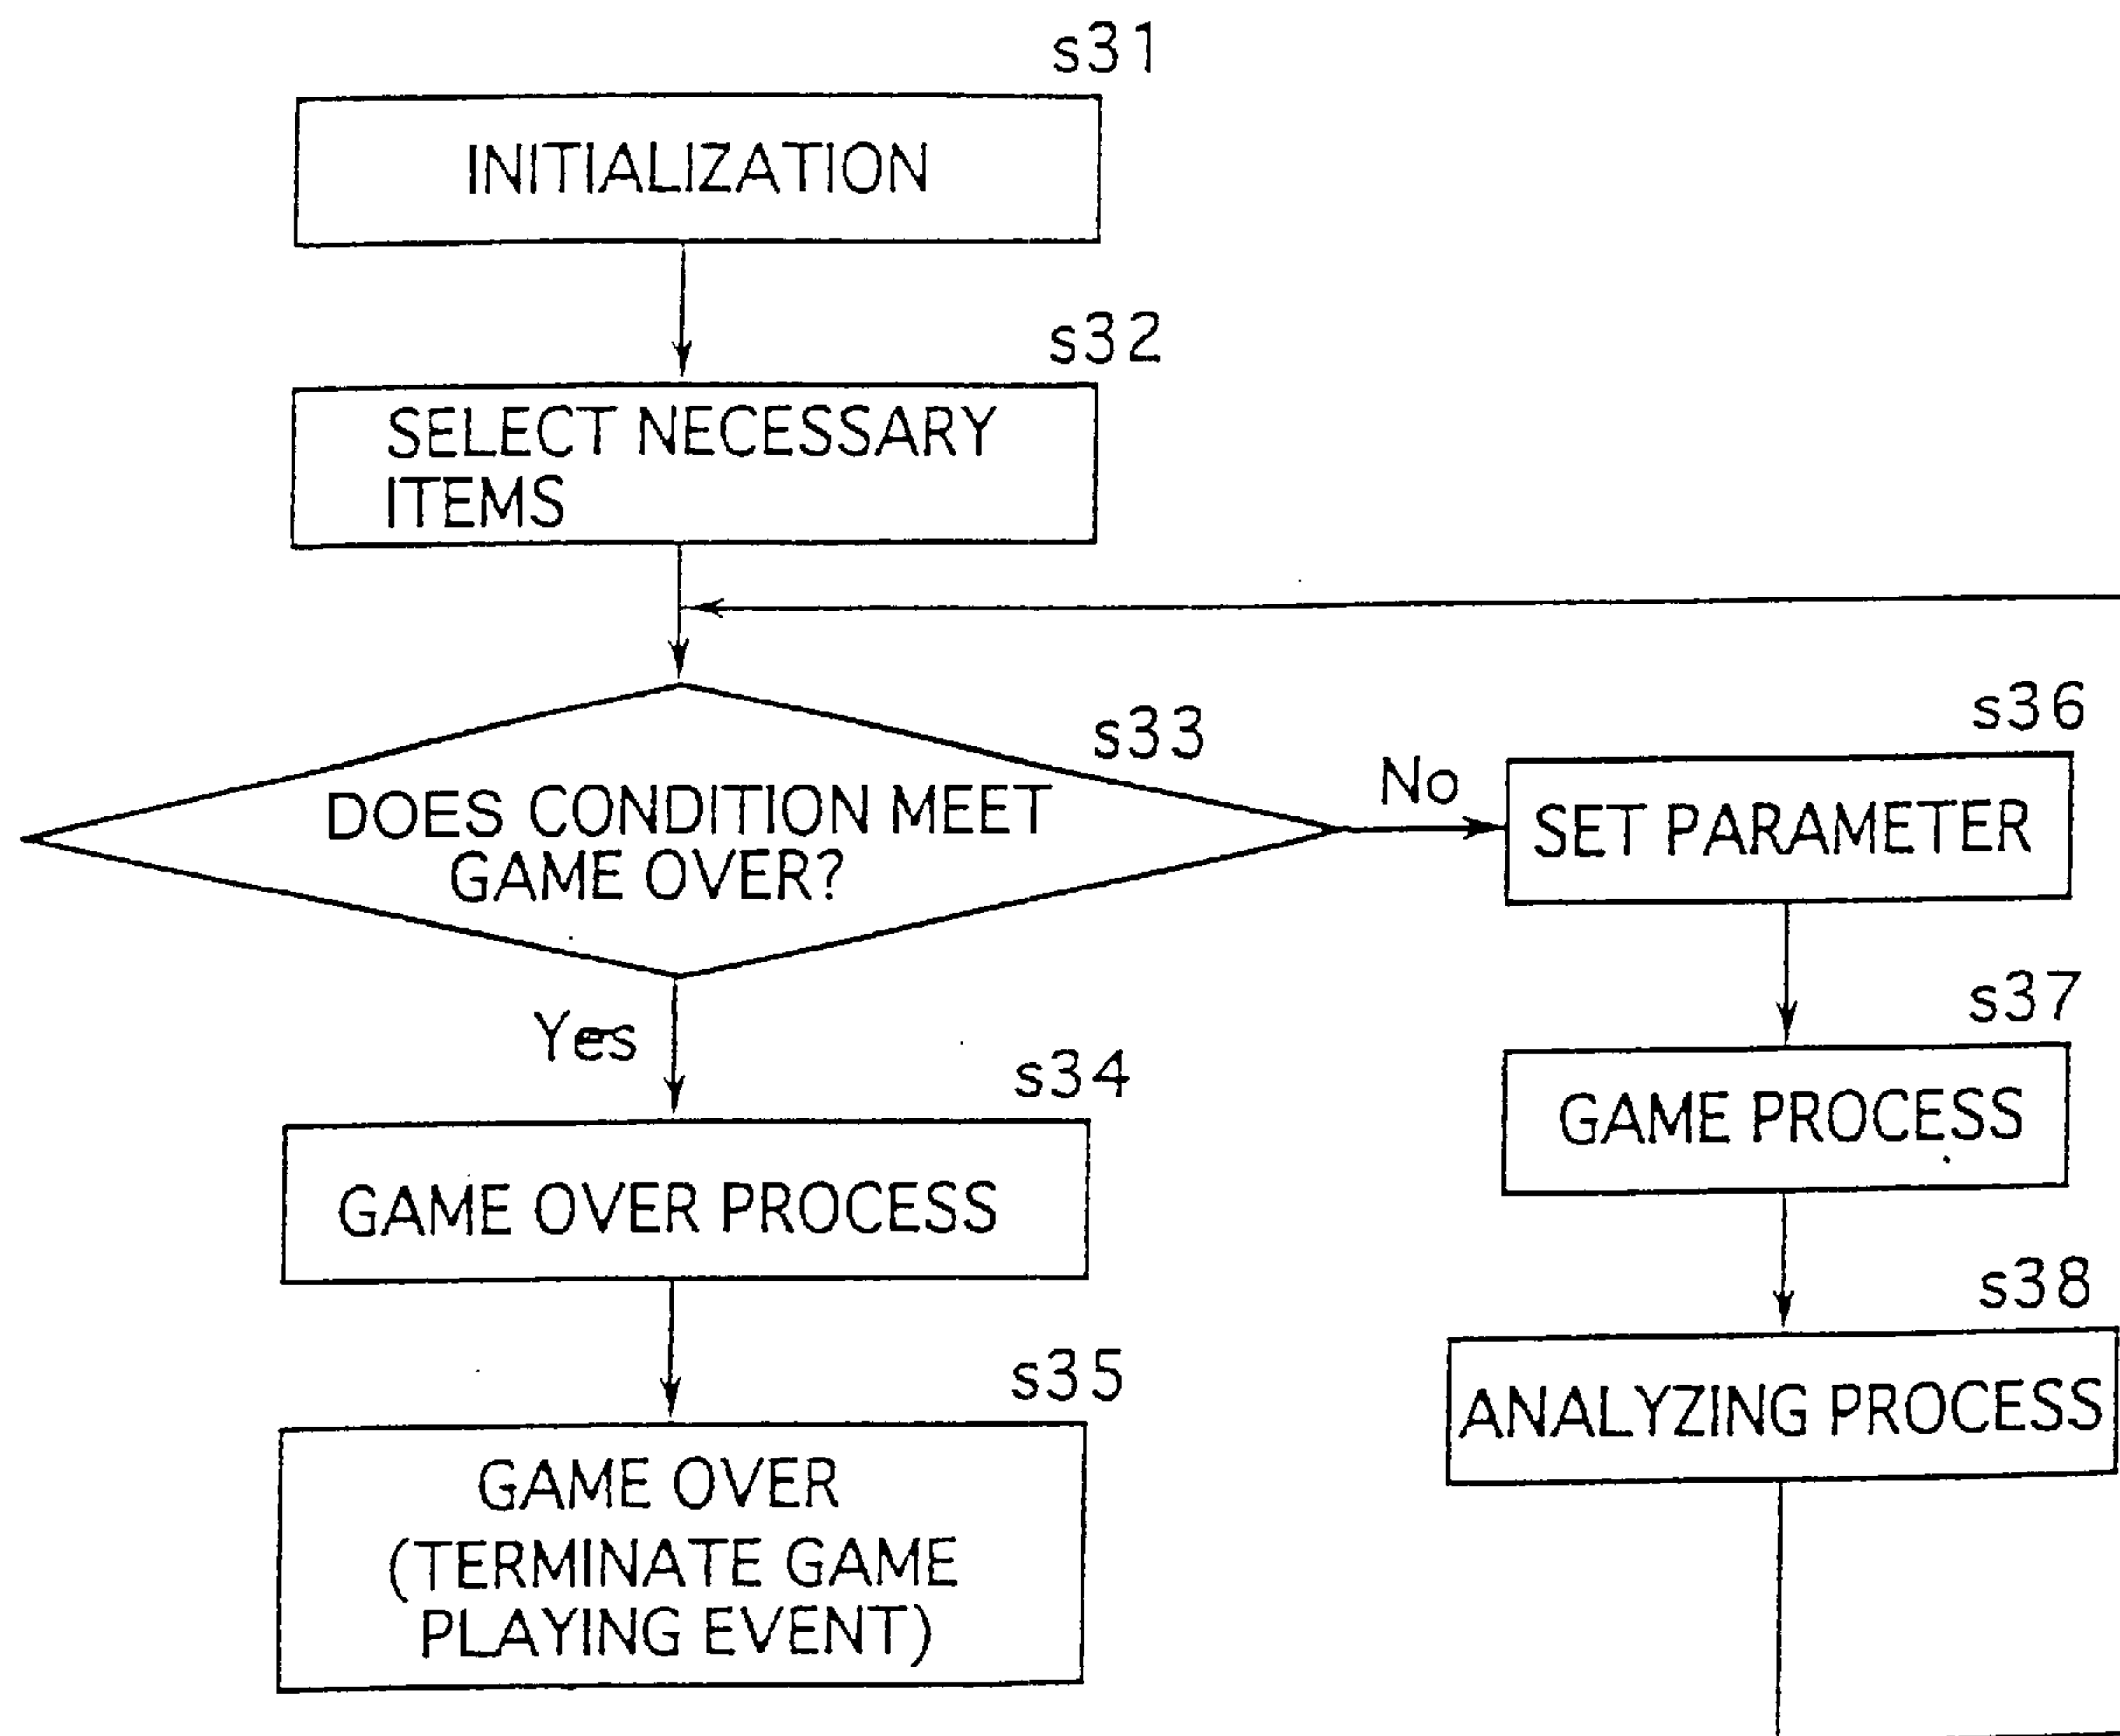 s31
INITIALIZATION
s32
SELECT NECESSARY
ITEMS
s33
DOES CONDITION MEET
GAME OVER?
Yes
s34
GAME OVER PROCESS
s35
GAME OVER
(TERMINATE GAME
PLAYING EVENT)
No
s36
SET PARAMETER
s37
GAME PROCESS
s38
ANALYZING PROCESS